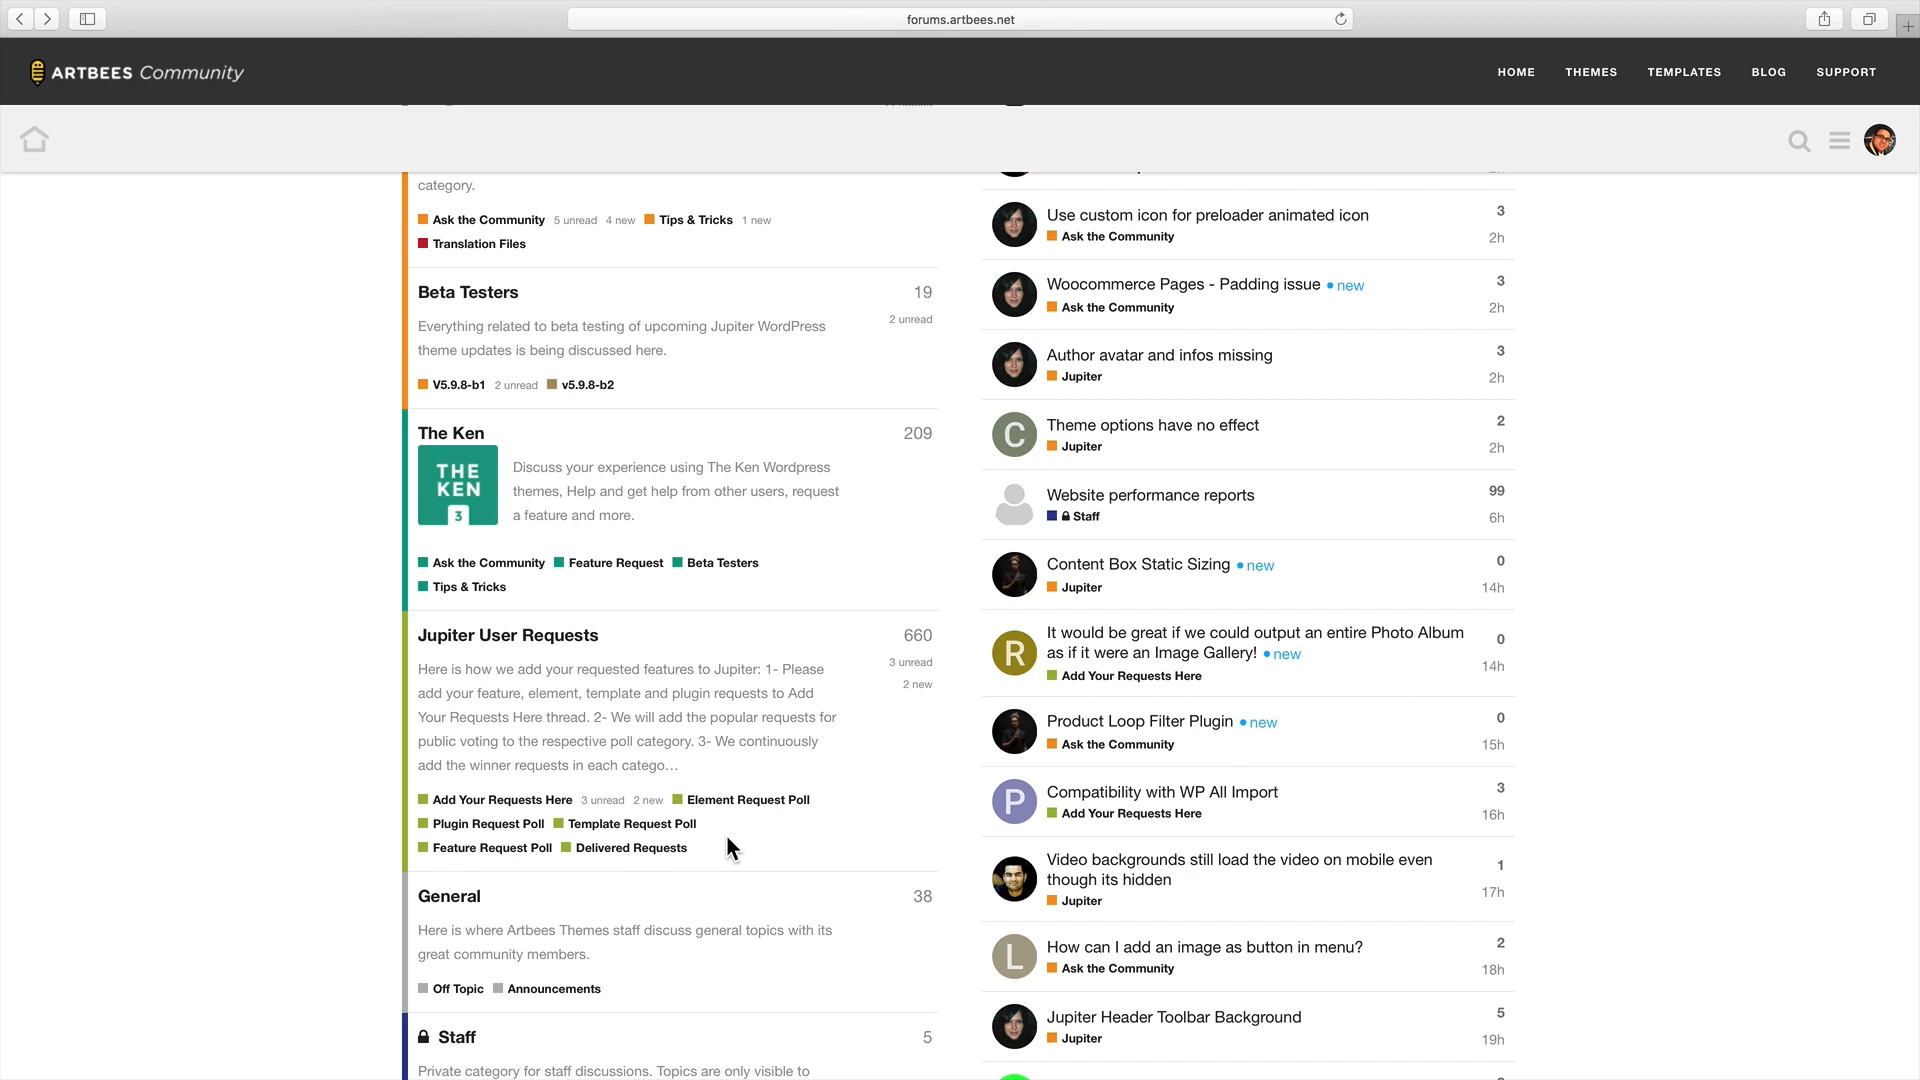 forums.artbees.net
ARTBEES Community
HOME THEMES TEMPLATES BLOG SUPPORT
category.
Ask the Community 5 unread 4 new Tips & Tricks 1 new
Translation Files
Beta Testers 19
2 unread
Everything related to beta testing of upcoming Jupiter WordPress
theme updates is being discussed here.
V5.9.8-b1 2 unread v5.9.8-b2
The Ken 209
THE
KEN
3
Discuss your experience using The Ken Wordpress
themes, Help and get help from other users, request
a feature and more.
Ask the Community Feature Request Beta Testers
Tips & Tricks
Jupiter User Requests 660
3 unread
2 new
Here is how we add your requested features to Jupiter: 1- Please
add your feature, element, template and plugin requests to Add
Your Requests Here thread. 2- We will add the popular requests for
public voting to the respective poll category. 3- We continuously
add the winner requests in each catego…
Add Your Requests Here 3 unread 2 new Element Request Poll
Plugin Request Poll Template Request Poll
Feature Request Poll Delivered Requests
General 38
Here is where Artbees Themes staff discuss general topics with its
great community members.
Off Topic Announcements
Staff 5
Private category for staff discussions. Topics are only visible to
Use custom icon for preloader animated icon 3
Ask the Community 2h
Woocommerce Pages - Padding issue • new 3
Ask the Community 2h
Author avatar and infos missing 3
Jupiter 2h
C
Theme options have no effect 2
Jupiter 2h
Website performance reports 99
Staff 6h
Content Box Static Sizing • new 0
Jupiter 14h
R
It would be great if we could output an entire Photo Album 0
as if it were an Image Gallery! • new 14h
Add Your Requests Here
Product Loop Filter Plugin • new 0
Ask the Community 15h
P
Compatibility with WP All Import 3
Add Your Requests Here 16h
Video backgrounds still load the video on mobile even 1
though its hidden 17h
Jupiter
L
How can I add an image as button in menu? 2
Ask the Community 18h
Jupiter Header Toolbar Background 5
Jupiter 19h